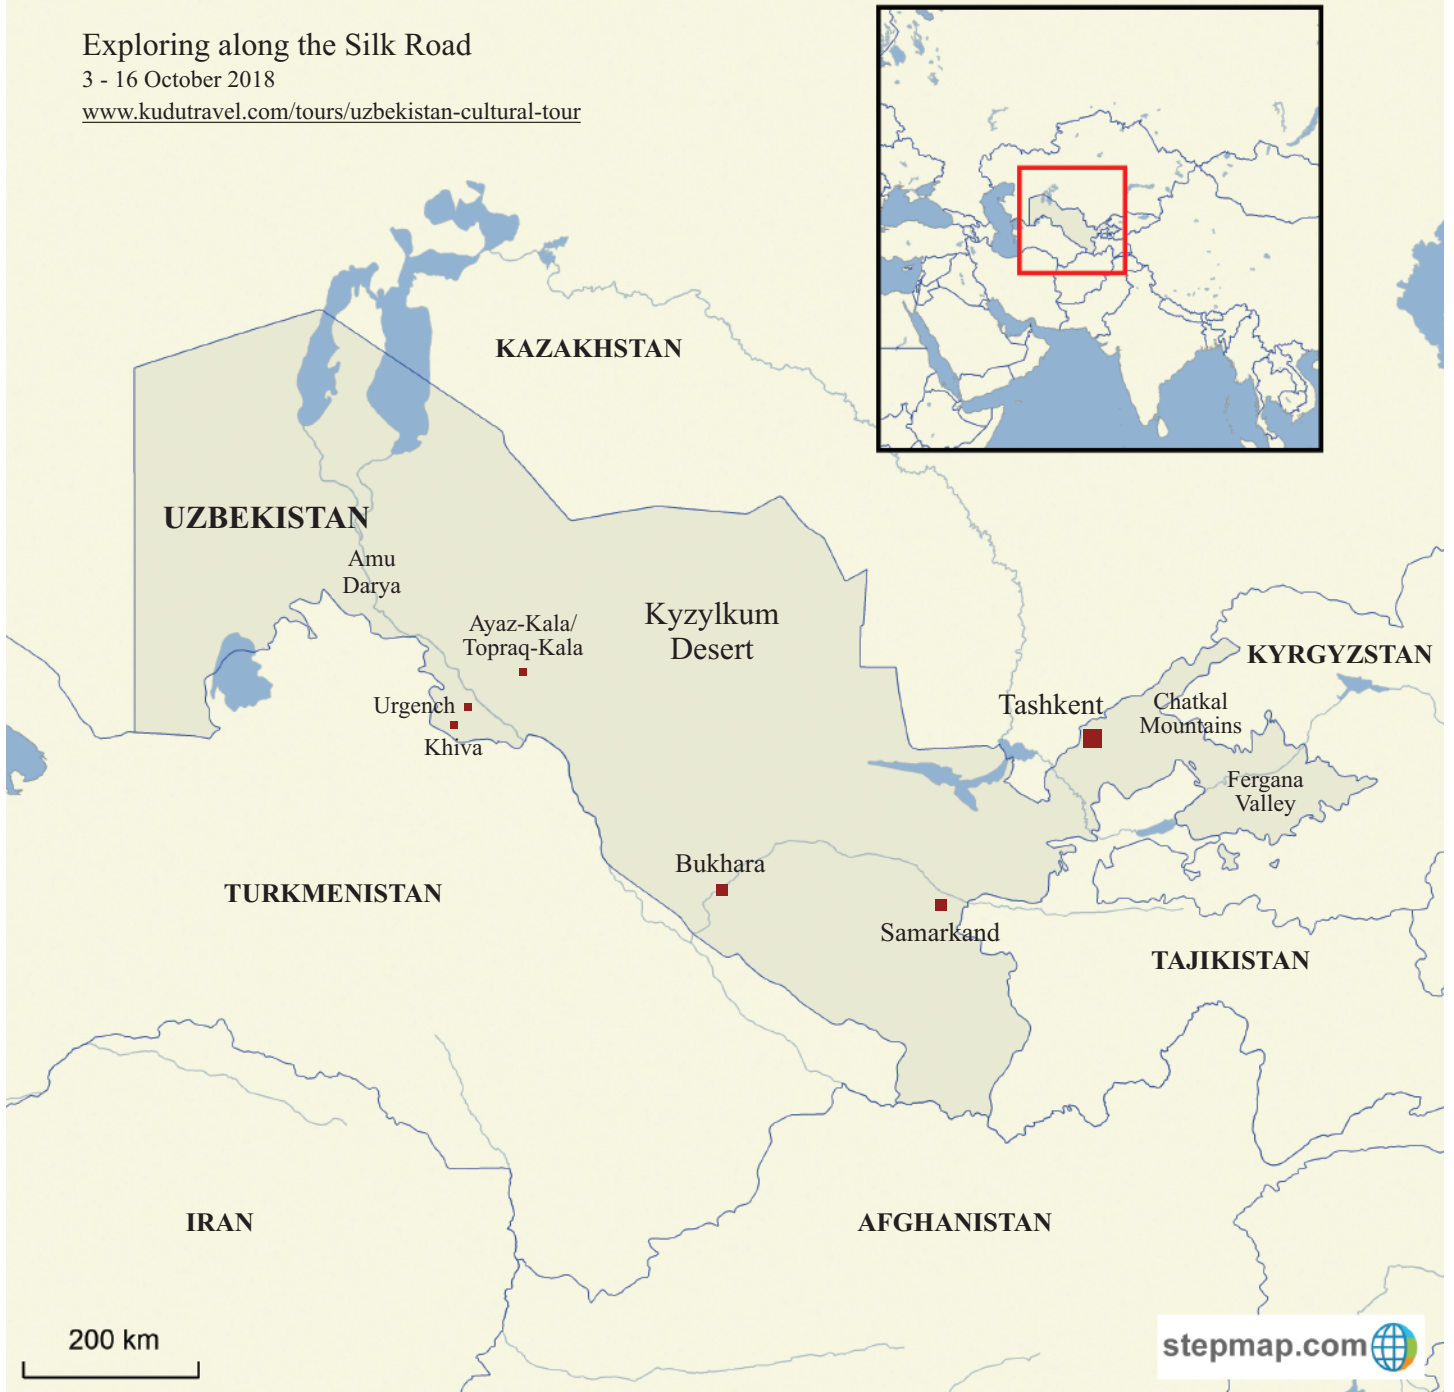 Exploring along the Silk Road
3 - 16 October 2018
www.kudutravel.com/tours/uzbekistan-cultural-tour
KAZAKHSTAN
UZBEKISTAN
Amu
Darya
Ayaz-Kala/
Topraq-Kala
Kyzylkum
Desert
KYRGYZSTAN
Urgench
Khiva
Tashkent
Chatkal
Mountains
Fergana
Valley
Bukhara
TURKMENISTAN
Samarkand
TAJIKISTAN
IRAN
AFGHANISTAN
200 km
stepmap.com